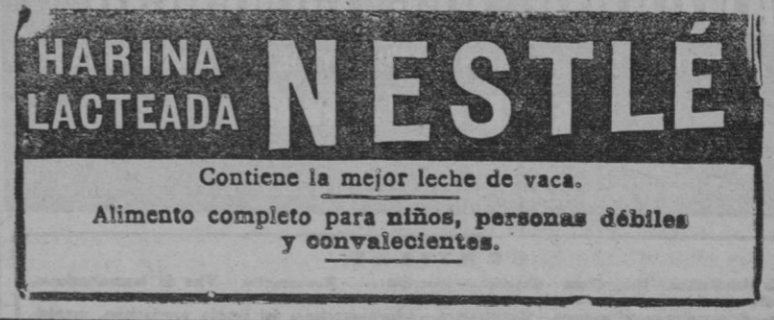 HARINA
LACTEADA
NESTLÉ
Contiene la mejor leche de vaca.
Alimento completo para niños, personas débiles
y convalecientes.